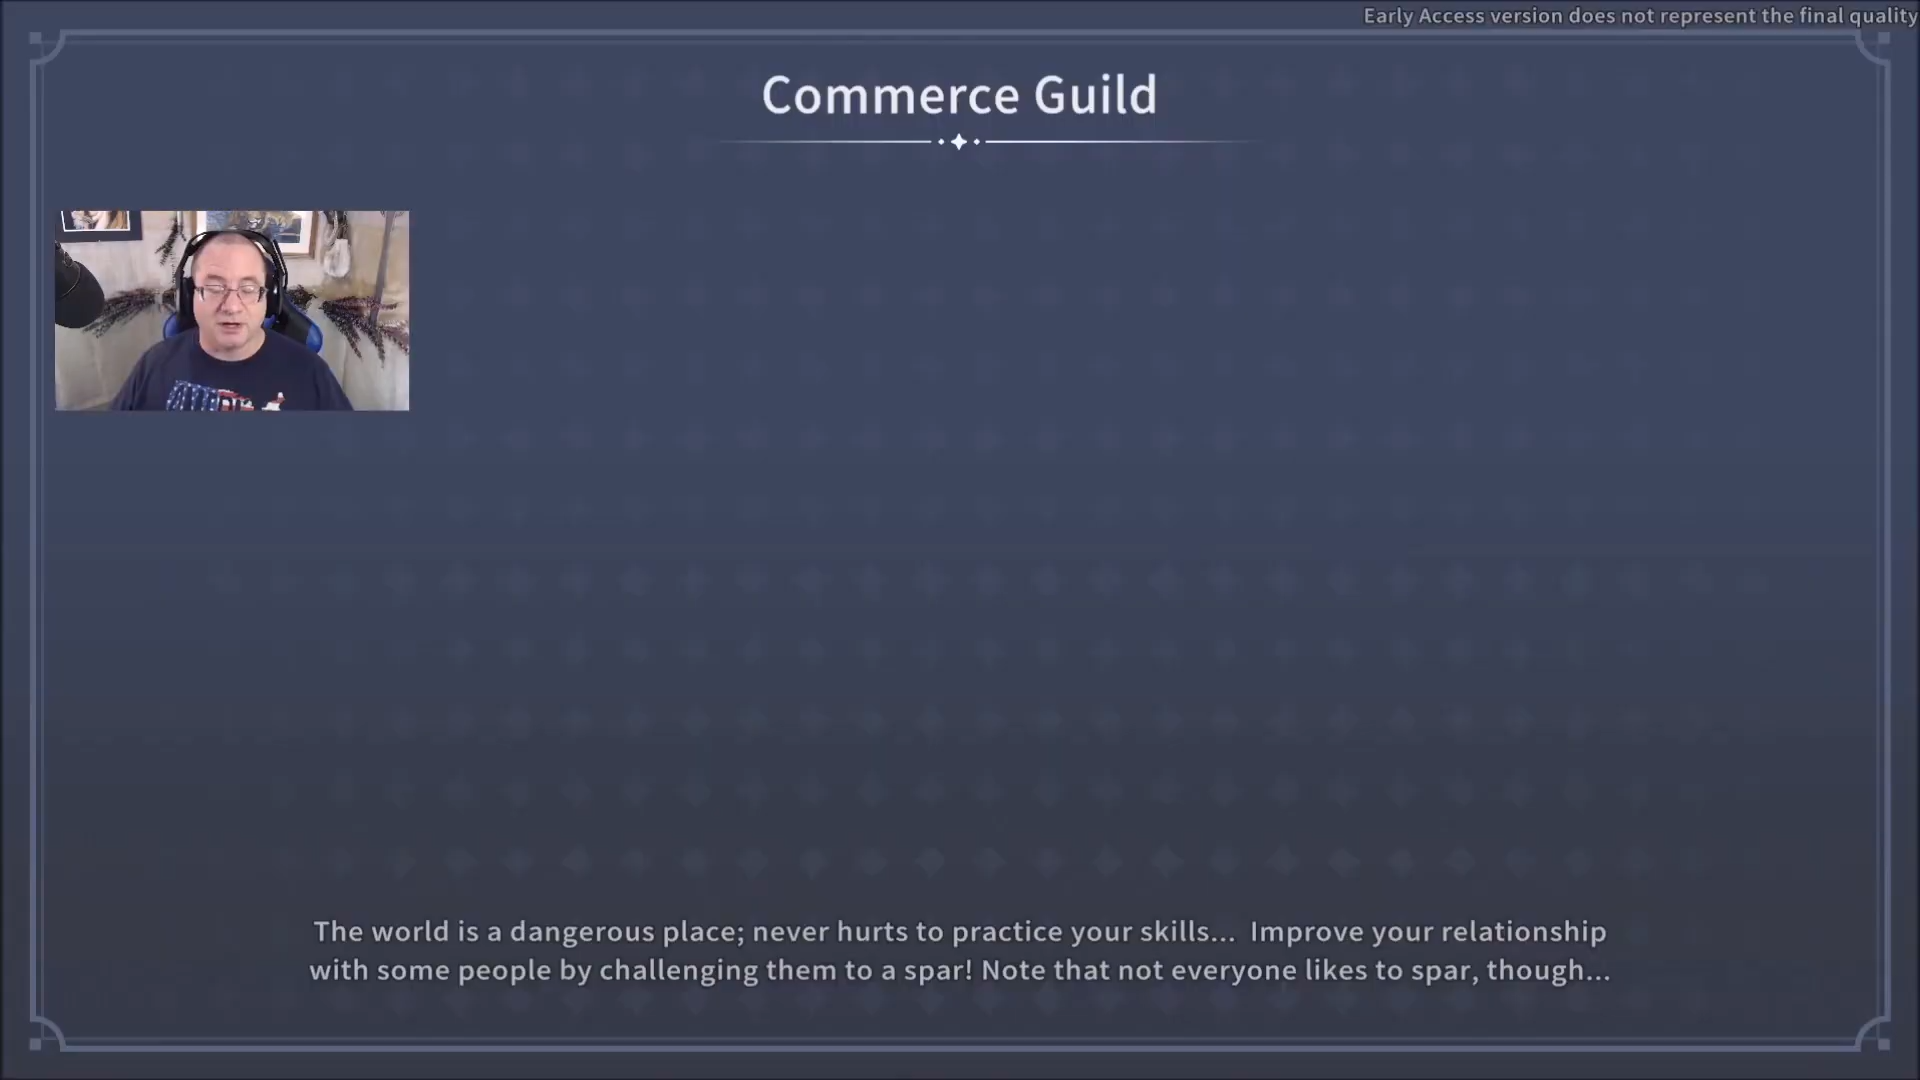 Early Access version does not represent the final quality
Commerce Guild
The world is a dangerous place; never hurts to practice your skills... Improve your relationship
with some people by challenging them to a spar! Note that not everyone likes to spar, though...